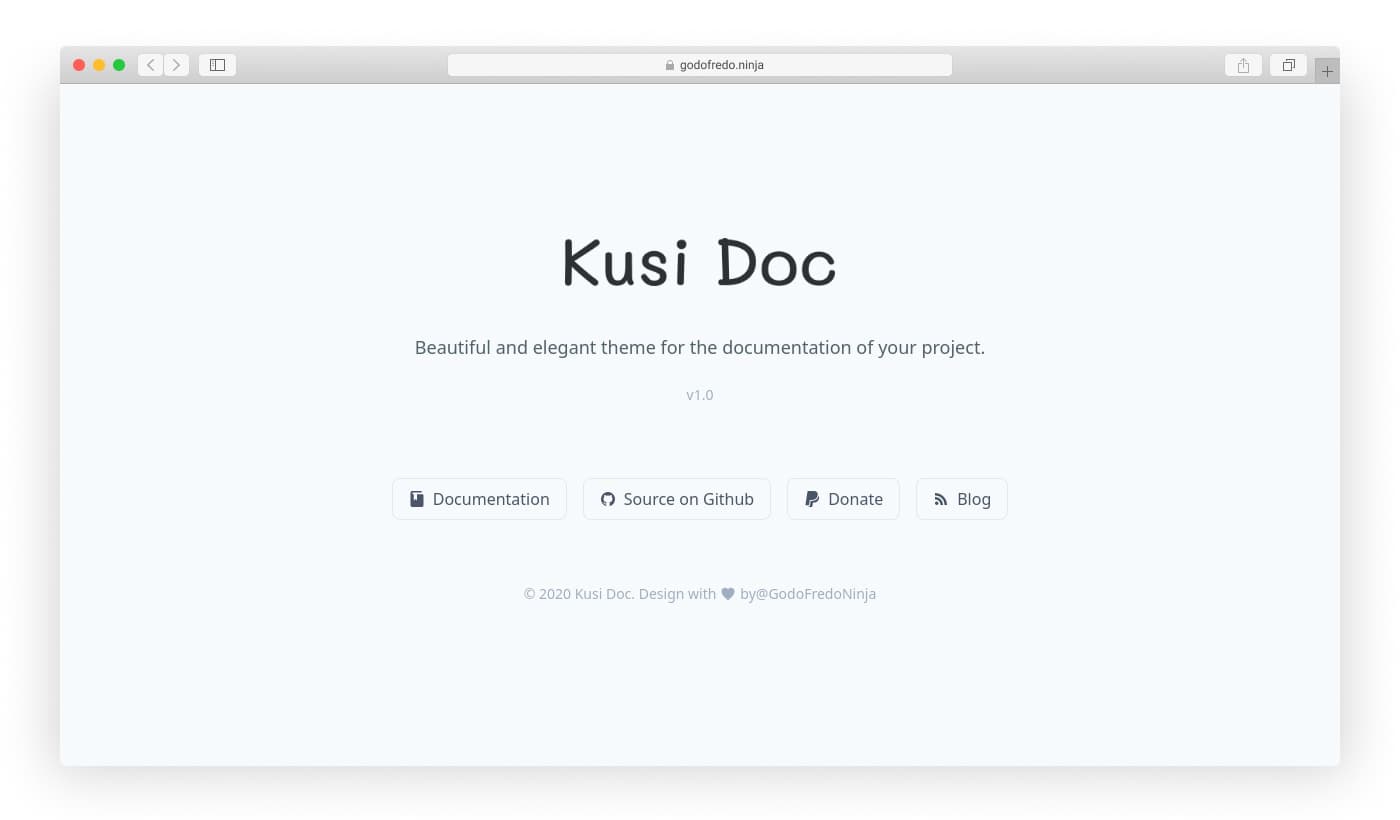 godofredo.ninja
Kusi Doc
Beautiful and elegant theme for the documentation of your project.
v1.0
Documentation Source on Github Donate Blog
© 2020 Kusi Doc. Design with by@GodoFredoNinja